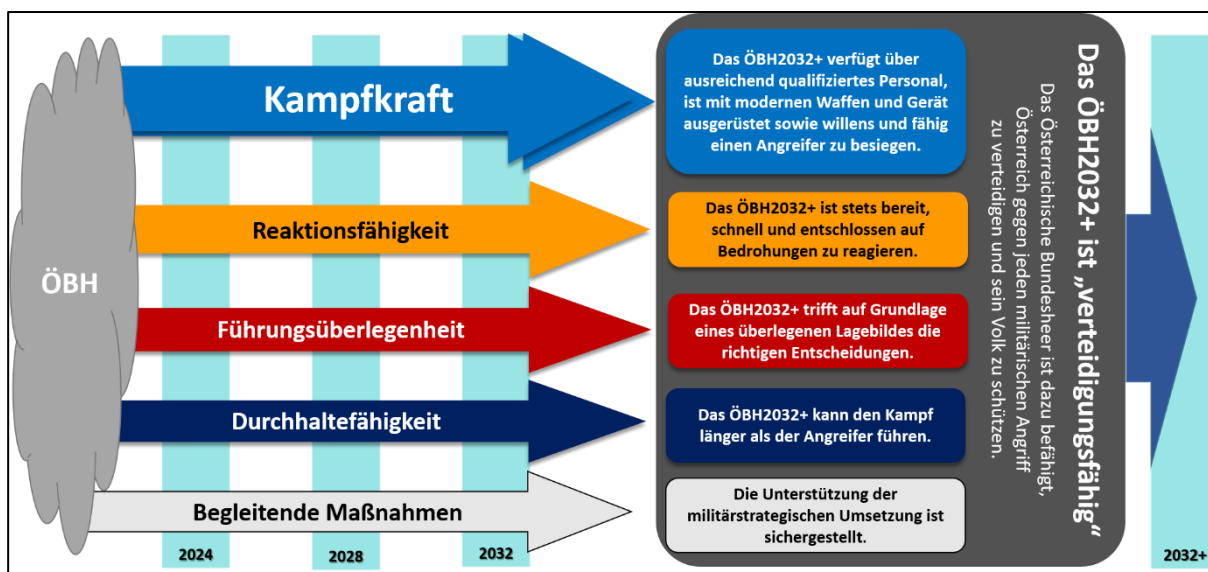 ÖBH
Kampfkraft
Das ÖBH2032+ verfügt über
ausreichend qualifiziertes Personal,
ist mit modernen Waffen und Gerät
ausgerüstet sowie willens und fähig
einen Angreifer zu besiegen.
Reaktionsfähigkeit
Das ÖBH2032+ ist stets bereit,
schnell und entschlossen auf
Bedrohungen zu reagieren.
Führungsüberlegenheit
Das ÖBH2032+ trifft auf Grundlage
eines überlegenen Lagebildes die
richtigen Entscheidungen.
Durchhaltefähigkeit
Das ÖBH2032+ kann den Kampf
länger als der Angreifer führen.
Begleitende Maßnahmen
Die Unterstützung der
militärstrategischen Umsetzung ist
sichergestellt.
Das ÖBH2032+ ist „verteidigungsfähig“
Das Österreichische Bundesheer ist dazu befähigt,
Österreich gegen jeden militärischen Angriff
zu verteidigen und sein Volk zu schützen.
2024
2028
2032
2032+